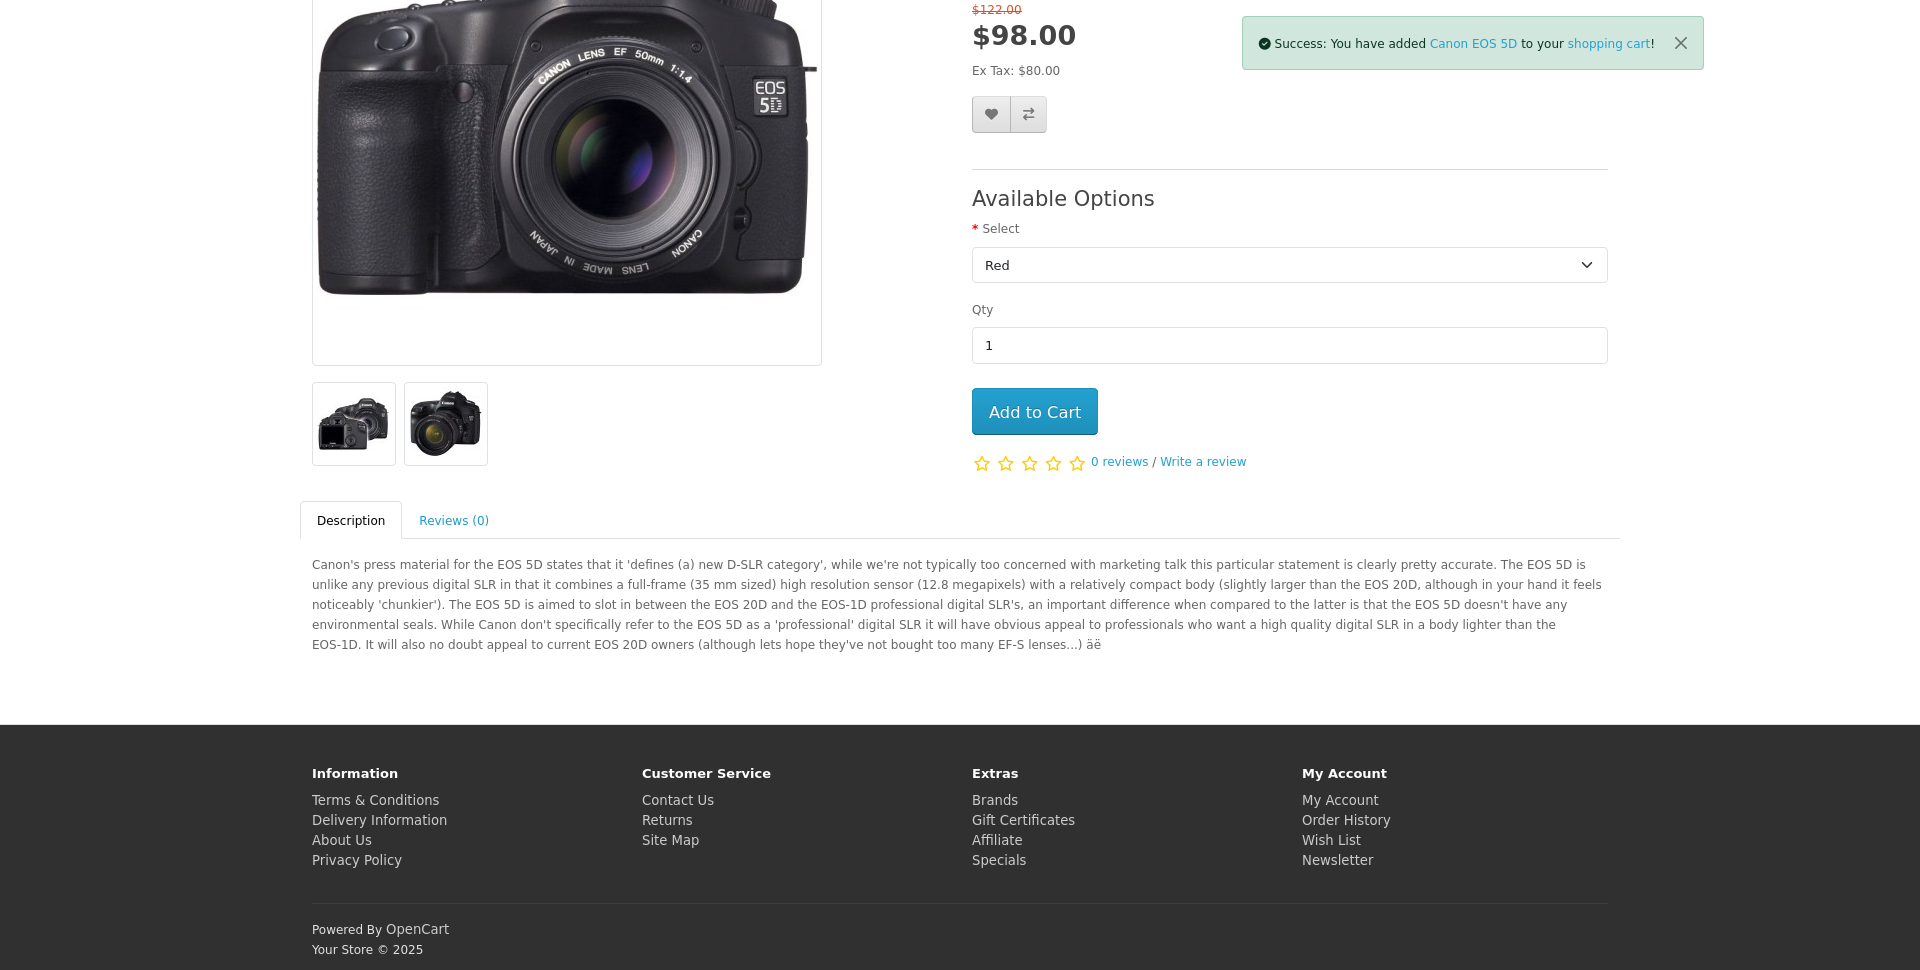 $122.00
$98.00
Ex Tax: $80.00
Success: You have added Canon EOS 5D to your shopping cart!
CANON LENS EF 50mm 1:1.4
EOS
5D
CANON LENS MADE IN JAPAN
Available Options
* Select
Red
Qty
1
Add to Cart
0 reviews / Write a review
Description
Reviews (0)
Canon's press material for the EOS 5D states that it 'defines (a) new D-SLR category', while we're not typically too concerned with marketing talk this particular statement is clearly pretty accurate. The EOS 5D is
unlike any previous digital SLR in that it combines a full-frame (35 mm sized) high resolution sensor (12.8 megapixels) with a relatively compact body (slightly larger than the EOS 20D, although in your hand it feels
noticeably 'chunkier'). The EOS 5D is aimed to slot in between the EOS 20D and the EOS-1D professional digital SLR's, an important difference when compared to the latter is that the EOS 5D doesn't have any
environmental seals. While Canon don't specifically refer to the EOS 5D as a 'professional' digital SLR it will have obvious appeal to professionals who want a high quality digital SLR in a body lighter than the
EOS-1D. It will also no doubt appeal to current EOS 20D owners (although lets hope they've not bought too many EF-S lenses...) äë
Information
Terms & Conditions
Delivery Information
About Us
Privacy Policy
Customer Service
Contact Us
Returns
Site Map
Extras
Brands
Gift Certificates
Affiliate
Specials
My Account
My Account
Order History
Wish List
Newsletter
Powered By OpenCart
Your Store © 2025